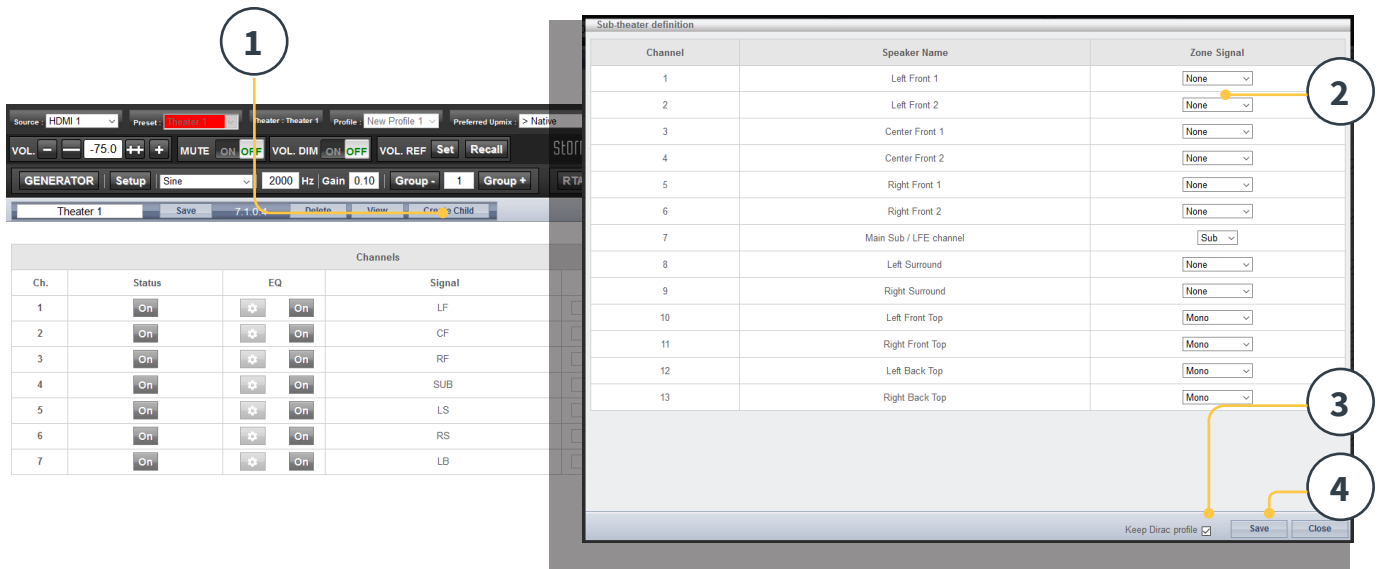 1
Source : HDMI 1 Preset : Theater 1 Theater : Theater 1 Profile : New Profile 1 Preferred Upmix : > Native
VOL. -75.0 + MUTE ON OFF VOL. DIM ON OFF VOL. REF Set Recall
GENERATOR Setup Sine 2000 Hz Gain 0.10 Group - 1 Group + RTA
Theater 1 Save 7.1.0.4 Delete View Create Child
Channels
Ch. Status EQ Signal
1 On On LF
2 On On CF
3 On On RF
4 On On SUB
5 On On LS
6 On On RS
7 On On LB
Sub-theater definition
Channel Speaker Name Zone Signal
1 Left Front 1 None
2
2 Left Front 2 None
3 Center Front 1 None
4 Center Front 2 None
5 Right Front 1 None
6 Right Front 2 None
7 Main Sub / LFE channel Sub
8 Left Surround None
9 Right Surround None
10 Left Front Top Mono
11 Right Front Top Mono
12 Left Back Top Mono
13 Right Back Top Mono
3
4
Keep Dirac profile Save Close